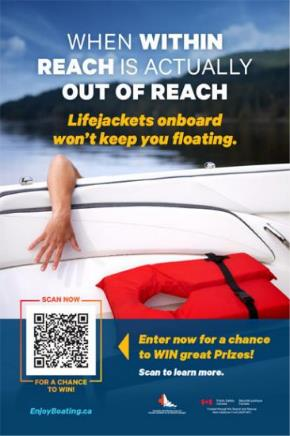 WHEN WITHIN
REACH IS ACTUALLY
OUT OF REACH
Lifejackets onboard
won't keep you floating.
SCAN NOW
FOR A CHANCE
TO WIN!
Enter now for a chance
to WIN great Prizes!
Scan to learn more.
EnjoyBoating.ca